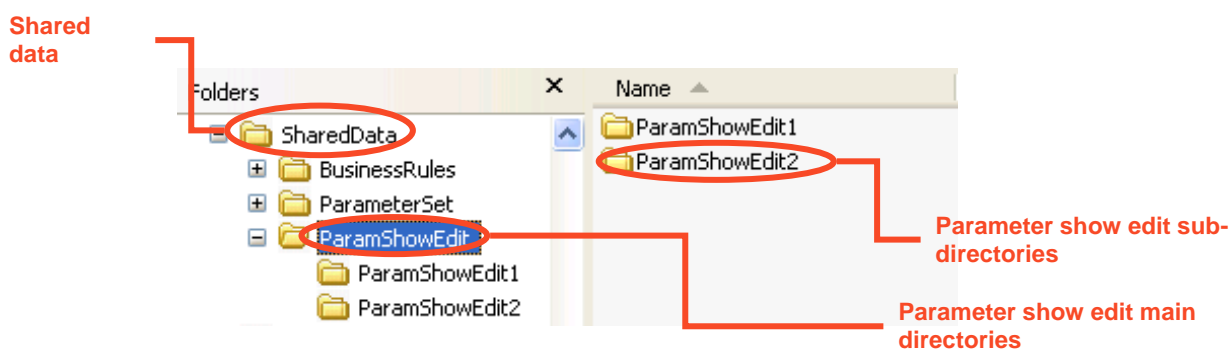 Shared
data
Folders
SharedData
BusinessRules
ParameterSet
ParamShowEdit
ParamShowEdit1
ParamShowEdit2
Name
ParamShowEdit1
ParamShowEdit2
Parameter show edit sub-
directories
Parameter show edit main
directories